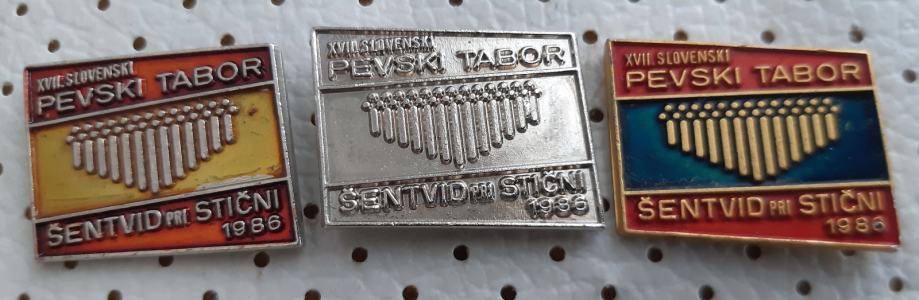 XVII. SLOVENSKI
PEVSKI TABOR
ŠENTVID PRI STIČNI
1986
XVII. SLOVENSKI
PEVSKI TABOR
ŠENTVID PRI STIČNI
1986
XVII. SLOVENSKI
PEVSKI TABOR
ŠENTVID PRI STIČNI
1986